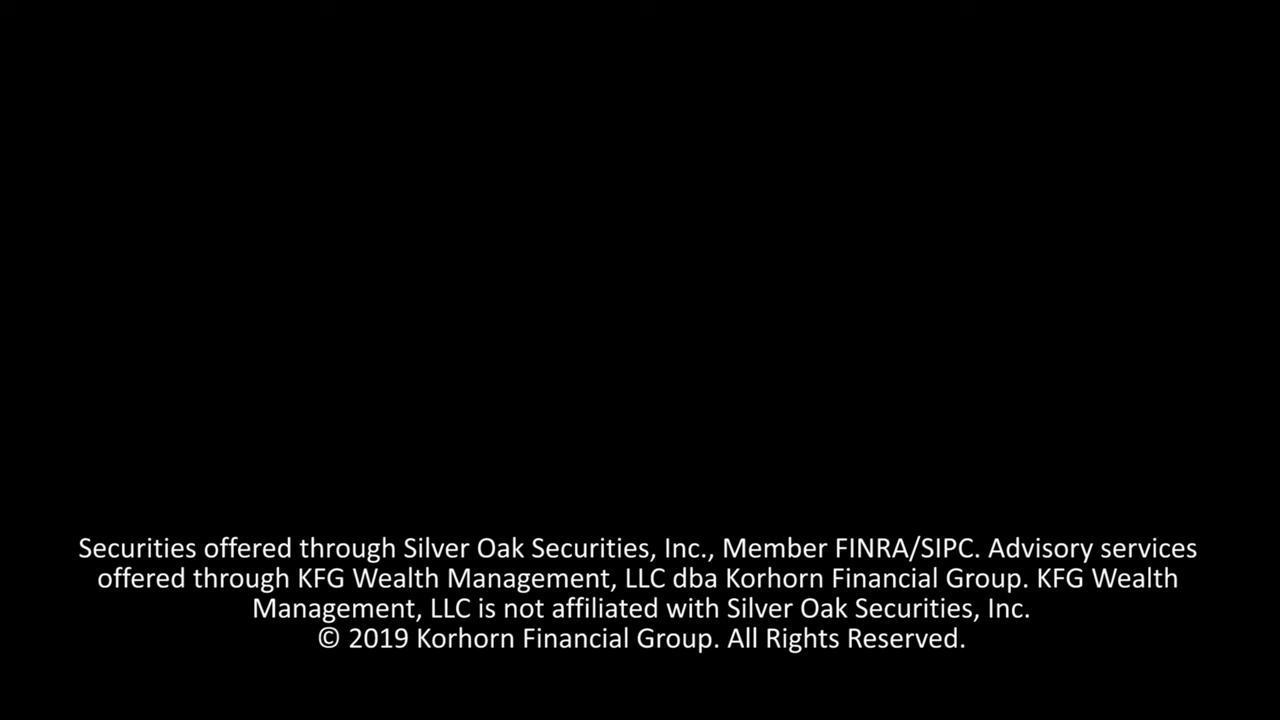 Securities offered through Silver Oak Securities, Inc., Member FINRA/SIPC. Advisory services
offered through KFG Wealth Management, LLC dba Korhorn Financial Group. KFG Wealth
Management, LLC is not affiliated with Silver Oak Securities, Inc.
© 2019 Korhorn Financial Group. All Rights Reserved.